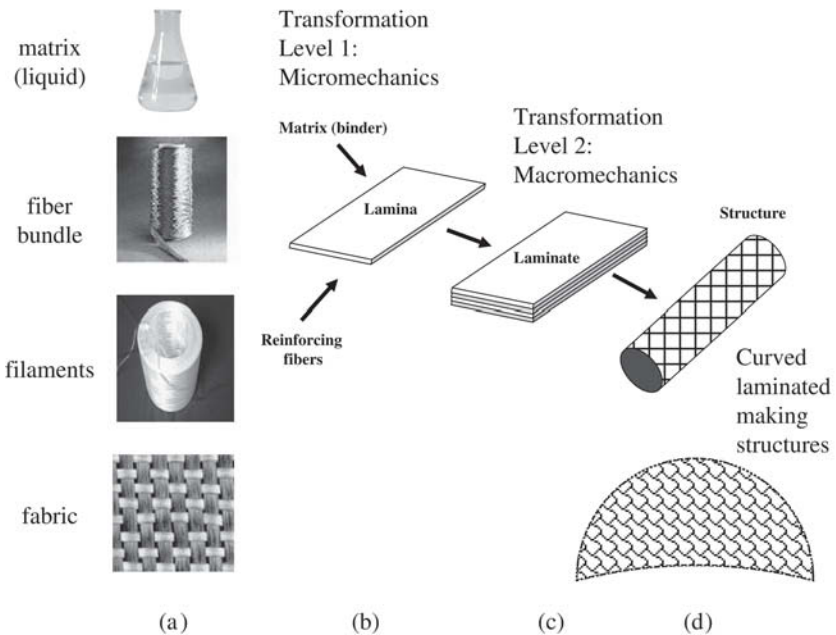 matrix
(liquid)
fiber
bundle
filaments
fabric
(a)
Transformation
Level 1:
Micromechanics
Matrix (binder)
Lamina
Reinforcing
fibers
(b)
Transformation
Level 2:
Macromechanics
Laminate
(c)
Structure
Curved
laminated
making
structures
(d)